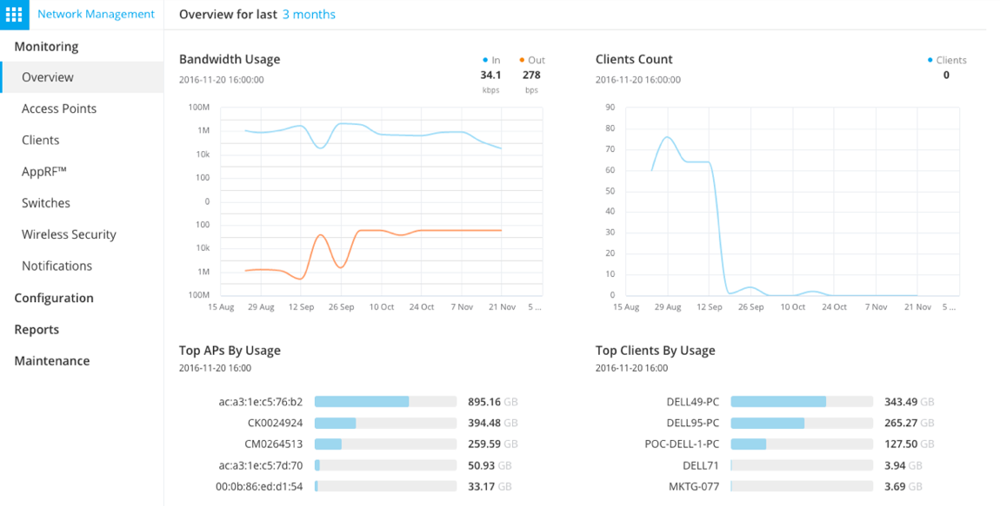 Network Management
Overview for last 3 months
Monitoring
Overview
Access Points
Clients
AppRF™
Switches
Wireless Security
Notifications
Configuration
Reports
Maintenance
Bandwidth Usage
2016-11-20 16:00:00
In Out
34.1 278
kbps bps
100M
1M
10k
100
0
100
10k
1M
100M
15 Aug 29 Aug 12 Sep 26 Sep 10 Oct 24 Oct 7 Nov 21 Nov 5 ...
Clients Count
2016-11-20 16:00:00
Clients
0
90
80
70
60
50
40
30
20
10
0
15 Aug 29 Aug 12 Sep 26 Sep 10 Oct 24 Oct 7 Nov 21 Nov 5 ...
Top APs By Usage
2016-11-20 16:00
ac:a3:1e:c5:76:b2 895.16 GB
CK0024924 394.48 GB
CM0264513 259.59 GB
ac:a3:1e:c5:7d:70 50.93 GB
00:0b:86:ed:d1:54 33.17 GB
Top Clients By Usage
2016-11-20 16:00
DELL49-PC 343.49 GB
DELL95-PC 265.27 GB
POC-DELL-1-PC 127.50 GB
DELL71 3.94 GB
MKTG-077 3.69 GB